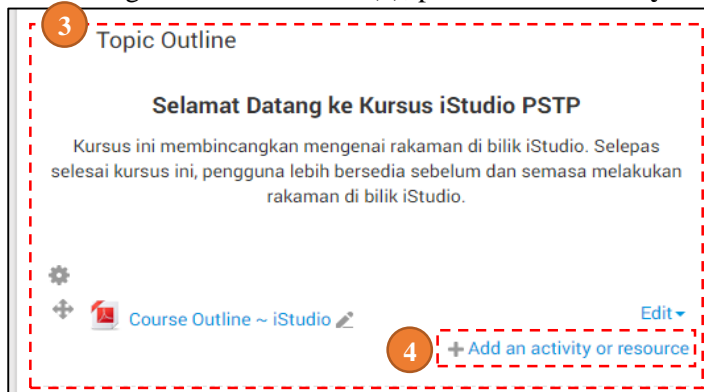 3
Topic Outline
Selamat Datang ke Kursus iStudio PSTP
Kursus ini membincangkan mengenai rakaman di bilik iStudio. Selepas
selesai kursus ini, pengguna lebih bersedia sebelum dan semasa melakukan
rakaman di bilik iStudio.
Course Outline ~ iStudio
Edit
4
Add an activity or resource